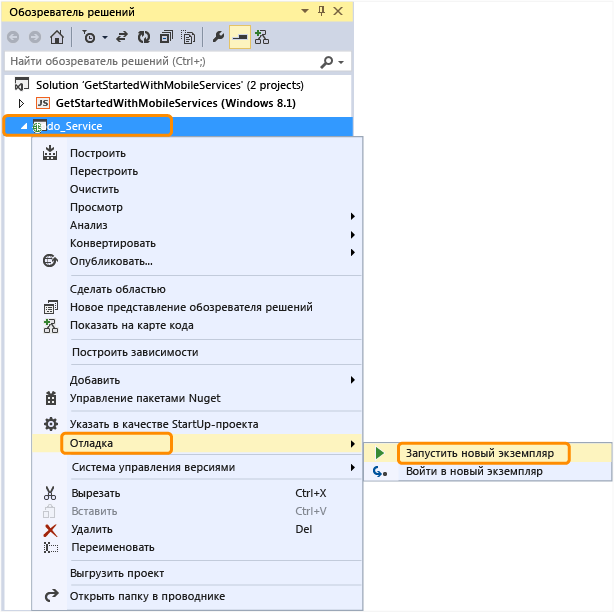 Обозреватель решений
Найти обозреватель решений (Ctrl+;)
Solution 'GetStartedWithMobileServices' (2 projects)
JS GetStartedWithMobileServices (Windows 8.1)
do_Service
Построить
Перестроить
Очистить
Просмотр
Анализ
Конвертировать
Опубликовать...
Сделать областью
Новое представление обозревателя решений
Показать на карте кода
Построить зависимости
Добавить
Управление пакетами Nuget
Указать в качестве StartUp-проекта
Отладка
Запустить новый экземпляр
Система управления версиями
Войти в новый экземпляр
Вырезать Ctrl+X
Вставить Ctrl+V
Удалить Del
Переименовать
Выгрузить проект
Открыть папку в проводнике